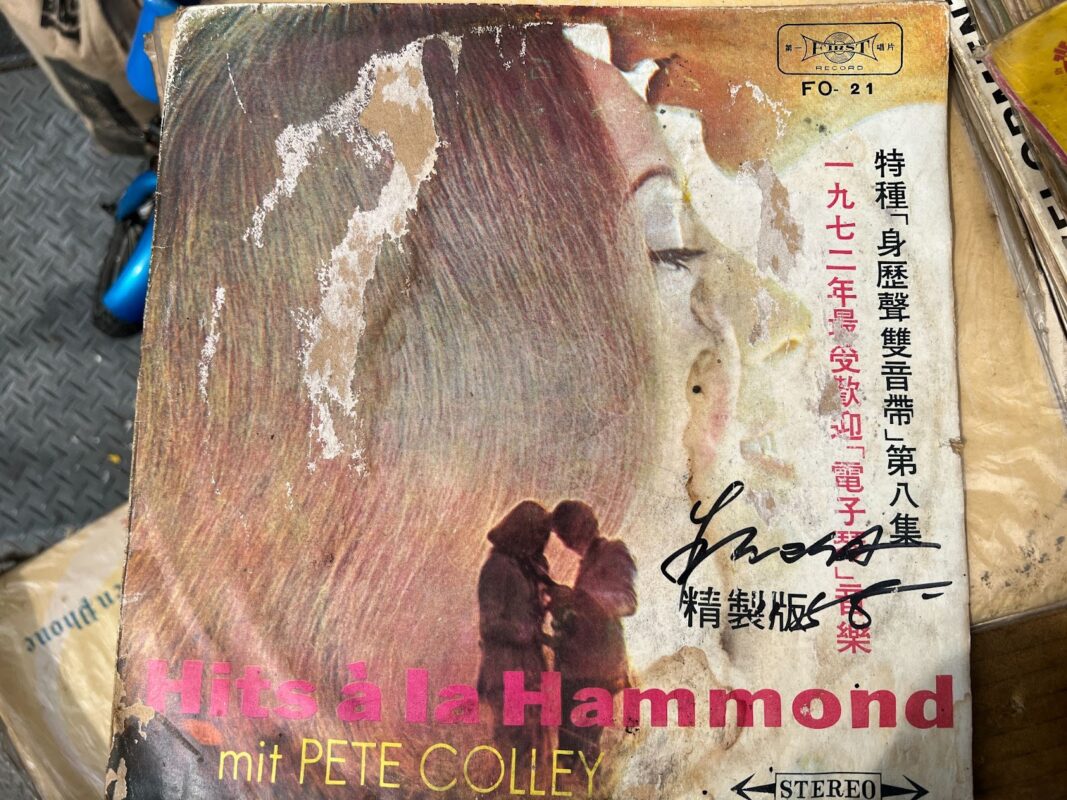 第一 FIRST 唱片
RECORD
FO-21
特種「身歷聲雙音帶」第八集
一九七二年最受歡迎「電子琴」音樂
精製版
Hits à la Hammond
mit PETE COLLEY
STEREO